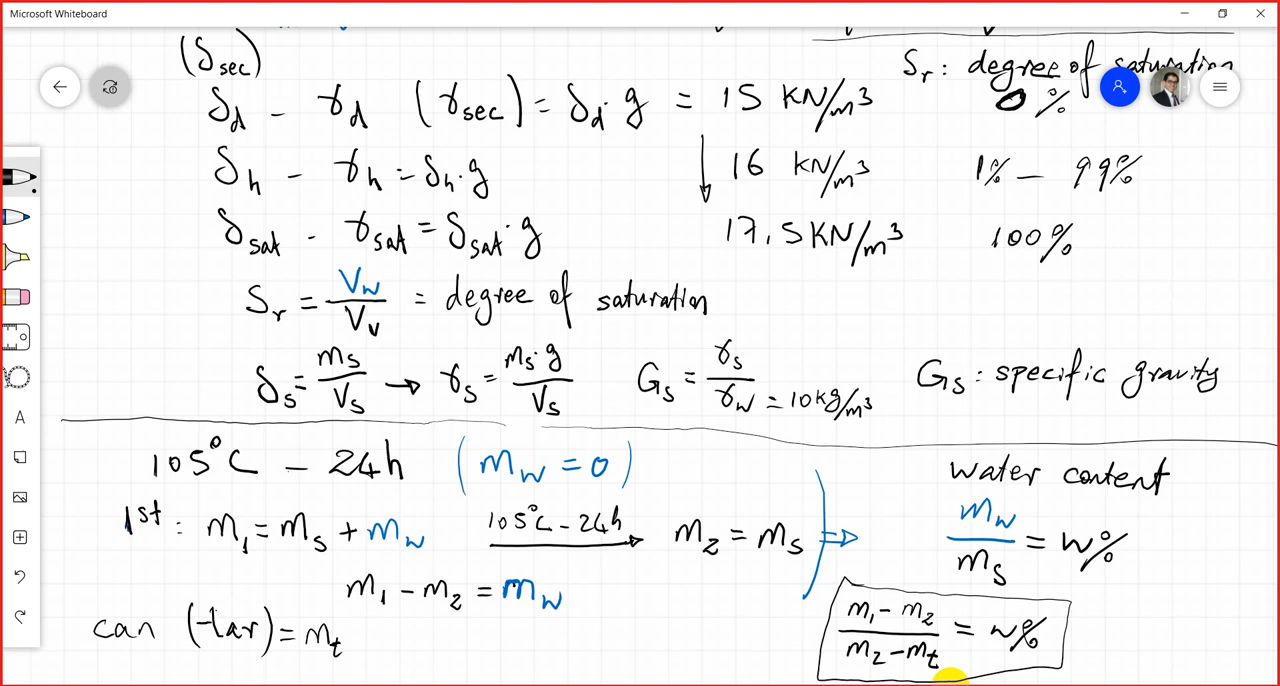 Microsoft Whiteboard
(δsec)
Sr : degree of saturation
δd - γd (γsec) = δd · g = 15 KN/m³ 0 %
δh - γh = δh · g 16 KN/m³ 1% - 99%
δsat - γsat = δsat · g 17.5 KN/m³ 100%
Sr = Vw/Vv = degree of saturation
δs = ms/Vs → γs = ms · g/Vs Gs = γs/γw = 10 kg/m³ Gs : specific gravity
105°C - 24h (mw = 0) water content
1st : m1 = ms + mw 105°C - 24h → m2 = ms ⇒ mw/ms = w%
m1 - m2 = mw
can (tar) = mt
m1 - m2/m2 - mt = w%
A